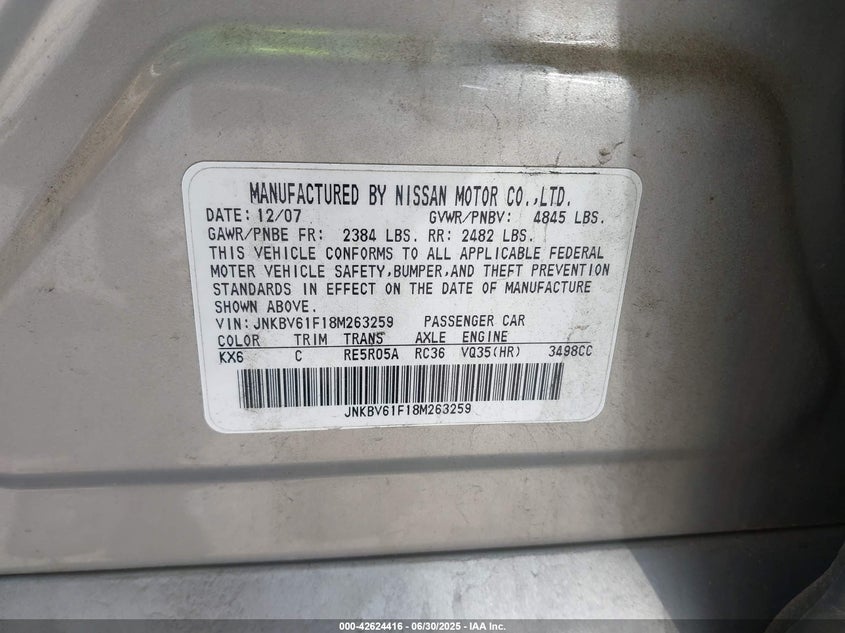 MANUFACTURED BY NISSAN MOTOR CO.,LTD.
DATE: 12/07 GVWR/PNBV: 4845 LBS.
GAWR/PNBE FR: 2384 LBS. RR: 2482 LBS.
THIS VEHICLE CONFORMS TO ALL APPLICABLE FEDERAL
MOTER VEHICLE SAFETY,BUMPER,AND THEFT PREVENTION
STANDARDS IN EFFECT ON THE DATE OF MANUFACTURE
SHOWN ABOVE.
VIN: JNKBV61F18M263259 PASSENGER CAR
COLOR TRIM TRANS AXLE ENGINE
KX6 C RE5R05A RC36 VQ35(HR) 3498CC
JNKBV61F18M263259
000-42624416 - 06/30/2025 - IAA Inc.